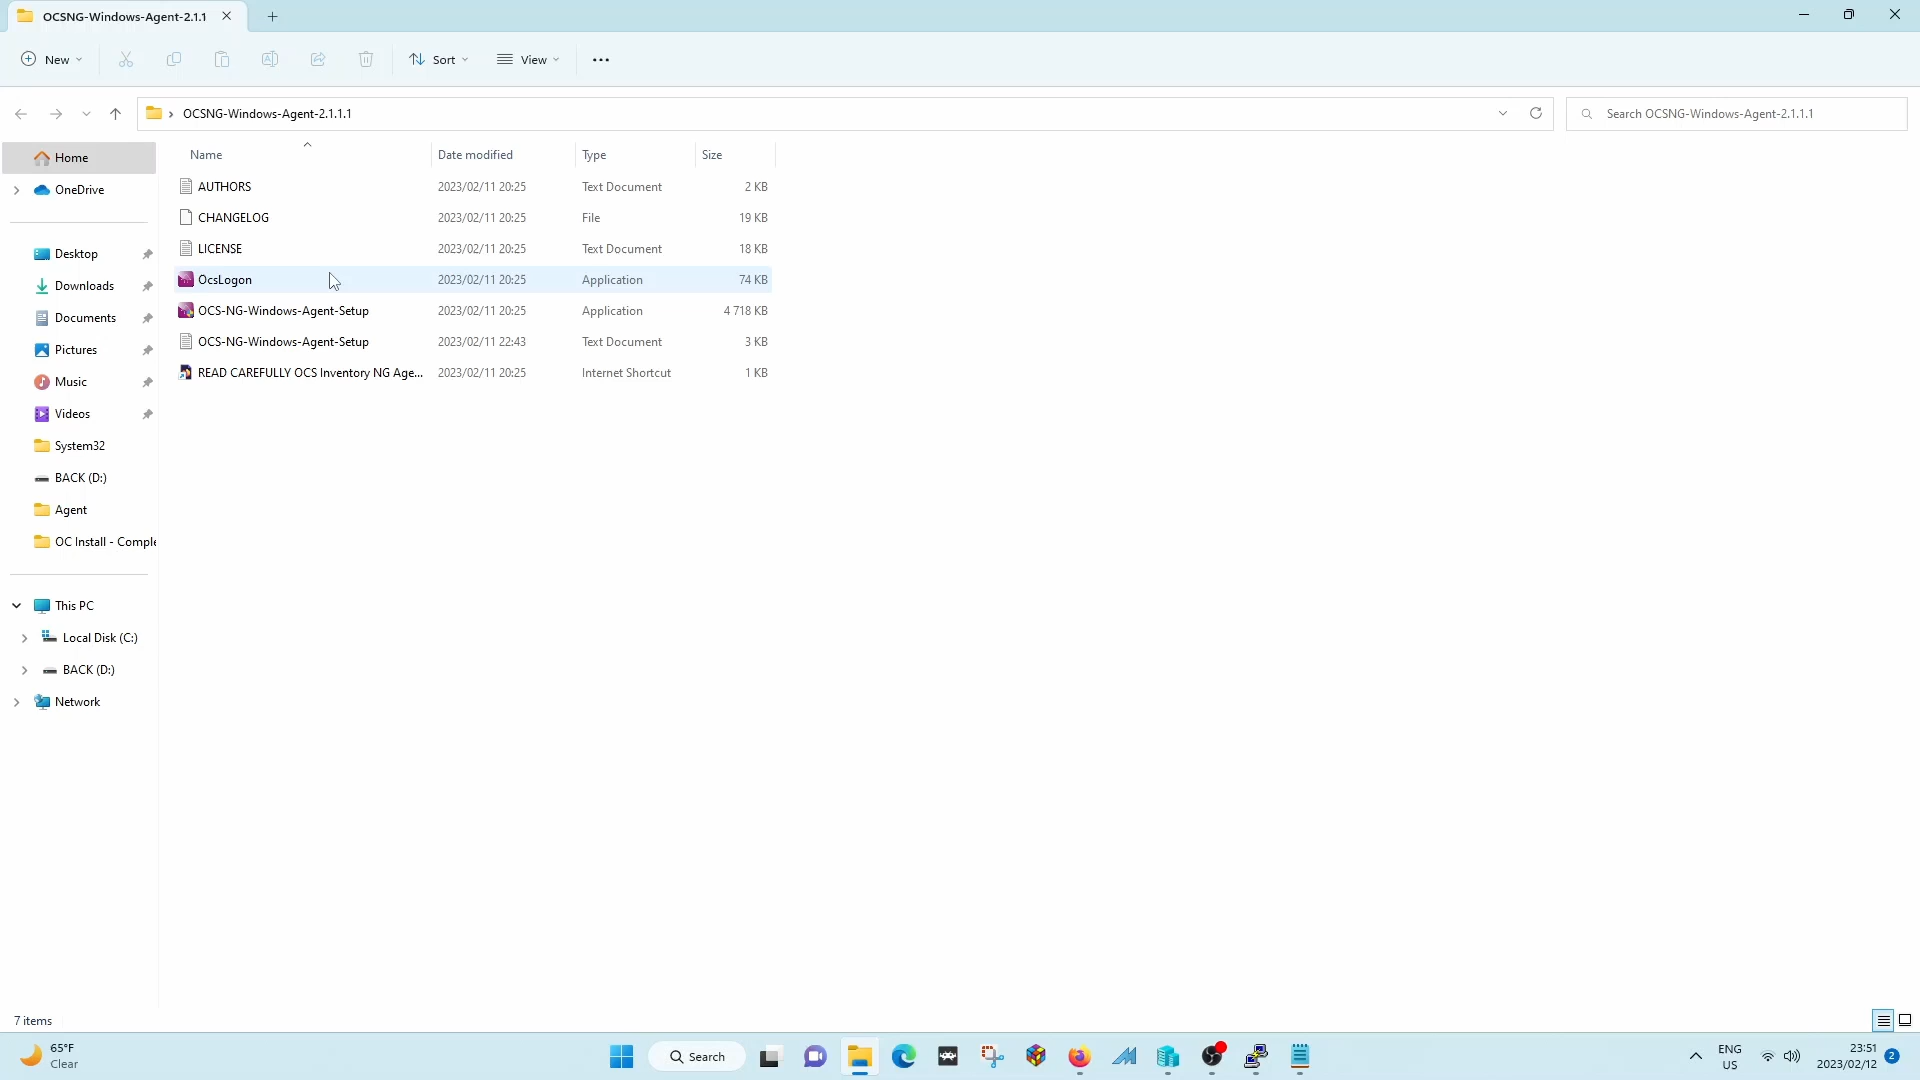 OCSNG-Windows-Agent-2.1.1
New
Sort
View
OCSNG-Windows-Agent-2.1.1.1
Search OCSNG-Windows-Agent-2.1.1.1
Name Date modified Type Size
AUTHORS 2023/02/11 20:25 Text Document 2 KB
CHANGELOG 2023/02/11 20:25 File 19 KB
LICENSE 2023/02/11 20:25 Text Document 18 KB
OcsLogon 2023/02/11 20:25 Application 74 KB
OCS-NG-Windows-Agent-Setup 2023/02/11 20:25 Application 4 718 KB
OCS-NG-Windows-Agent-Setup 2023/02/11 22:43 Text Document 3 KB
READ CAREFULLY OCS Inventory NG Age... 2023/02/11 20:25 Internet Shortcut 1 KB
Home
OneDrive
Desktop
Downloads
Documents
Pictures
Music
Videos
System32
BACK (D:)
Agent
OC Install - Comple
This PC
Local Disk (C:)
BACK (D:)
Network
7 items
65°F
Clear
Search
ENG
US
23:51
2023/02/12
2